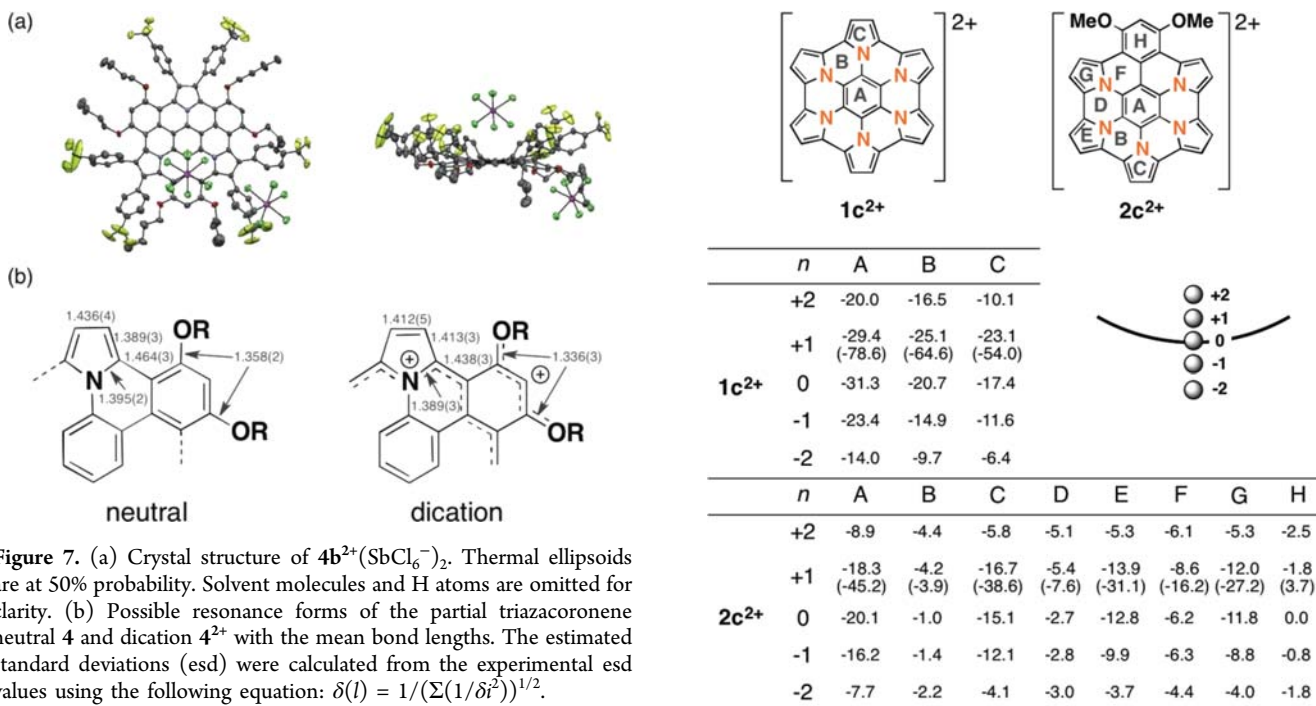 (a)
(b)
1.436(4)
1.389(3)
OR
1.464(3)
1.358(2)
N
1.395(2)
OR
neutral
1.412(5)
1.413(3)
OR
1.438(3)
1.336(3)
+
+
N
1.389(3)
OR
dication
Figure 7. (a) Crystal structure of 4b2+(SbCl6−)2. Thermal ellipsoids
are at 50% probability. Solvent molecules and H atoms are omitted for
clarity. (b) Possible resonance forms of the partial triazacoronene
neutral 4 and dication 42+ with the mean bond lengths. The estimated
standard deviations (esd) were calculated from the experimental esd
values using the following equation: δ(l) = 1/(Σ(1/δi2))1/2.
2+
C
B
N
N N
A
N N
N
1c2+
2+
MeO OMe
H
G F
N N
D A
N N
E B
N
C
2c2+
n A B C
+2 -20.0 -16.5 -10.1
+1 -29.4 -25.1 -23.1
(-78.6) (-64.6) (-54.0)
1c2+ 0 -31.3 -20.7 -17.4
-1 -23.4 -14.9 -11.6
-2 -14.0 -9.7 -6.4
+2
+1
0
-1
-2
n A B C D E F G H
+2 -8.9 -4.4 -5.8 -5.1 -5.3 -6.1 -5.3 -2.5
+1 -18.3 -4.2 -16.7 -5.4 -13.9 -8.6 -12.0 -1.8
(-45.2) (-3.9) (-38.6) (-7.6) (-31.1) (-16.2) (-27.2) (3.7)
2c2+ 0 -20.1 -1.0 -15.1 -2.7 -12.8 -6.2 -11.8 0.0
-1 -16.2 -1.4 -12.1 -2.8 -9.9 -6.3 -8.8 -0.8
-2 -7.7 -2.2 -4.1 -3.0 -3.7 -4.4 -4.0 -1.8